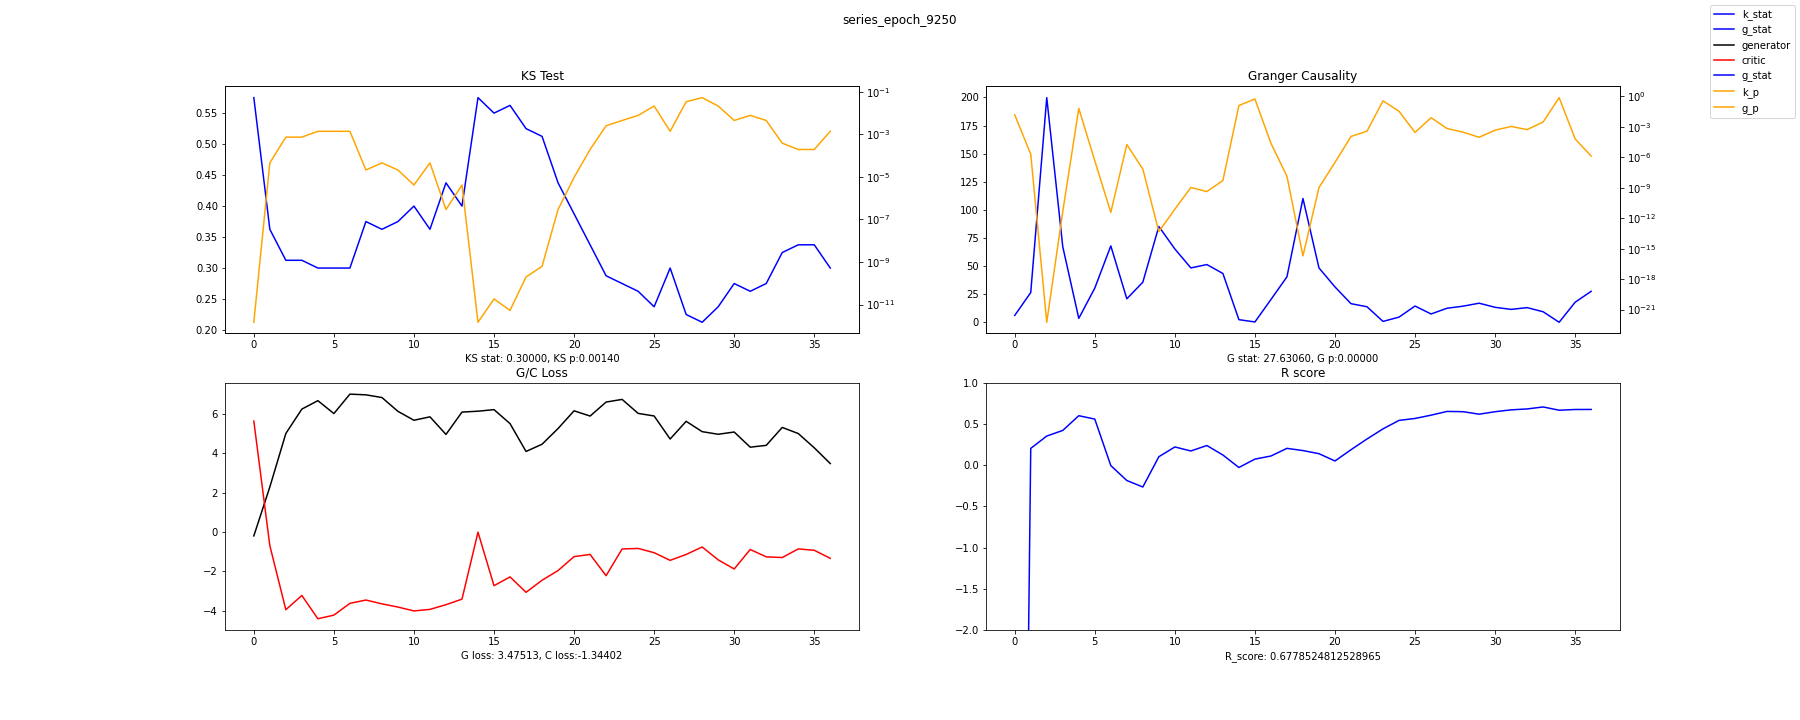 series_epoch_9250
k_stat
g_stat
generator
critic
g_stat
k_p
g_p
KS Test
0.55
0.50
0.45
0.40
0.35
0.30
0.25
0.20
10⁻¹
10⁻³
10⁻⁵
10⁻⁷
10⁻⁹
10⁻¹¹
0 5 10 15 20 25 30 35
KS stat: 0.30000, KS p:0.00140
Granger Causality
200
175
150
125
100
75
50
25
0
10⁰
10⁻³
10⁻⁶
10⁻⁹
10⁻¹²
10⁻¹⁵
10⁻¹⁸
10⁻²¹
0 5 10 15 20 25 30 35
G stat: 27.63060, G p:0.00000
G/C Loss
6
4
2
0
−2
−4
0 5 10 15 20 25 30 35
G loss: 3.47513, C loss:-1.34402
R score
1.0
0.5
0.0
−0.5
−1.0
−1.5
−2.0
0 5 10 15 20 25 30 35
R_score: 0.6778524812528965